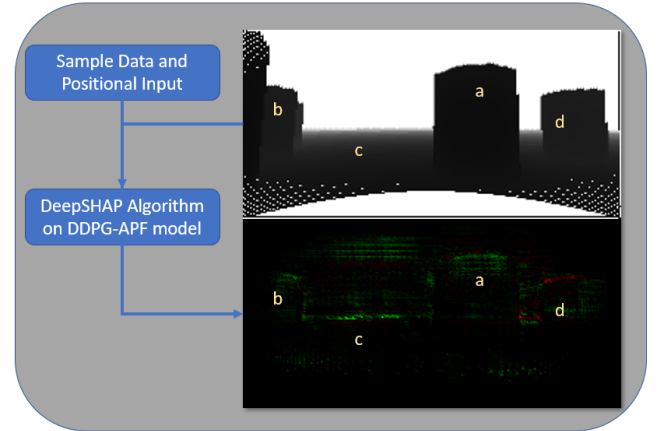 Sample Data and
Positional Input
DeepSHAP Algorithm
on DDPG-APF model
a
b
d
c
a
b
d
c